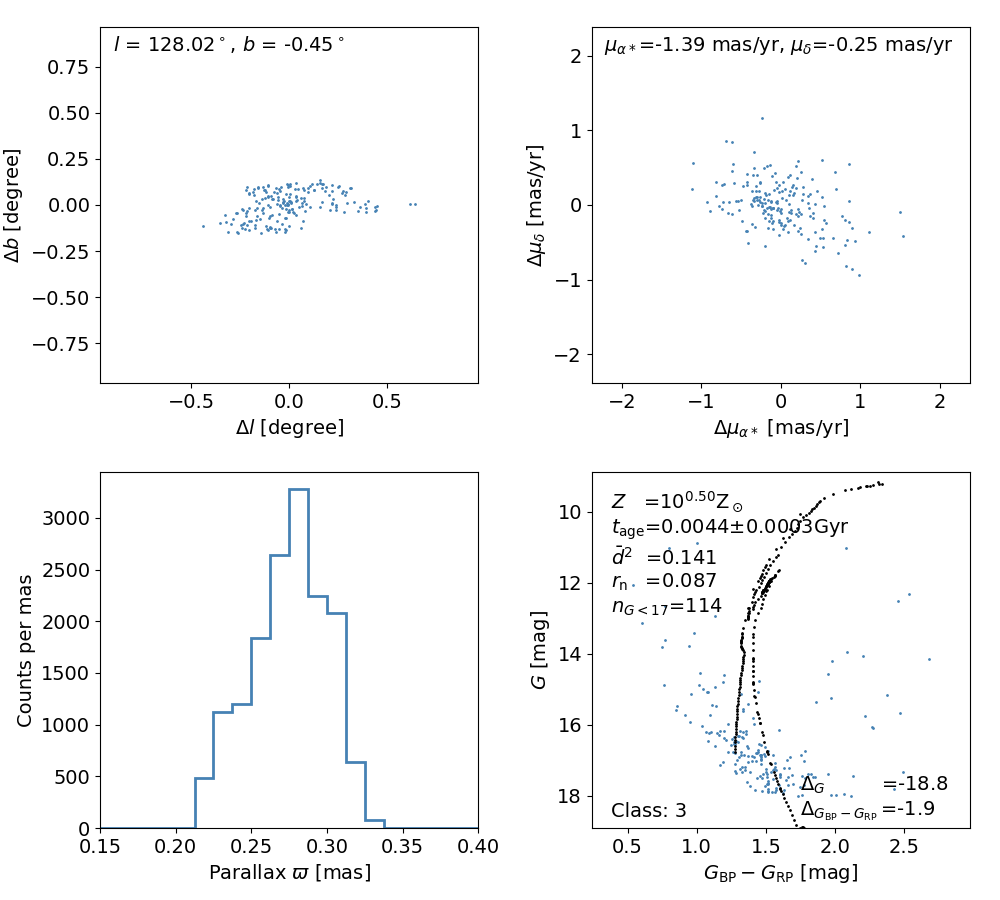 l = 128.02°, b = -0.45°
0.75
0.50
0.25
0.00
−0.25
−0.50
−0.75
Δb [degree]
−0.5 0.0 0.5
Δl [degree]
μα*=-1.39 mas/yr, μδ=-0.25 mas/yr
2
1
0
−1
−2
Δμδ [mas/yr]
−2 −1 0 1 2
Δμα* [mas/yr]
3000
2500
2000
1500
1000
500
0
Counts per mas
0.15 0.20 0.25 0.30 0.35 0.40
Parallax ϖ [mas]
Z =10^0.50 Z⊙
t_age=0.0044±0.0003Gyr
d̄² =0.141
r_n =0.087
n_G<17=114
10
12
14
16
18
G [mag]
Δ_G =-18.8
Δ_GBP−GRP=-1.9
Class: 3
0.5 1.0 1.5 2.0 2.5
G_BP − G_RP [mag]